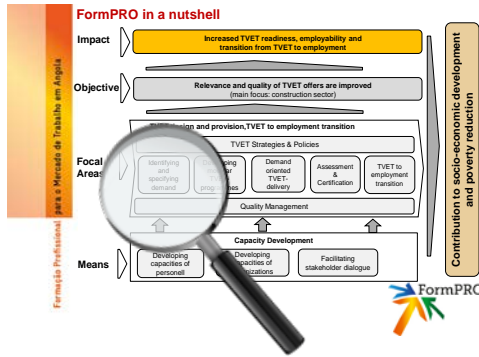 FormPRO in a nutshell
Impact
Increased TVET readiness, employability and
transition from TVET to employment
Objective
Relevance and quality of TVET offers are improved
(main focus: construction sector)
and provision,TVET to employment transition
TVET Strategies & Policies
Focal
Areas
Identifying
and
specifying
demand
Demand
oriented
TVET-
delivery
Assessment
&
Certification
TVET to
employment
transition
Quality Management
Capacity Development
Means
Developing
capacities of
personell
capacities of
Facilitating
stakeholder dialogue
Contribution to socio-economic development
and poverty reduction
Formação Profissional para o Mercado de Trabalho em Angola
FormPRO